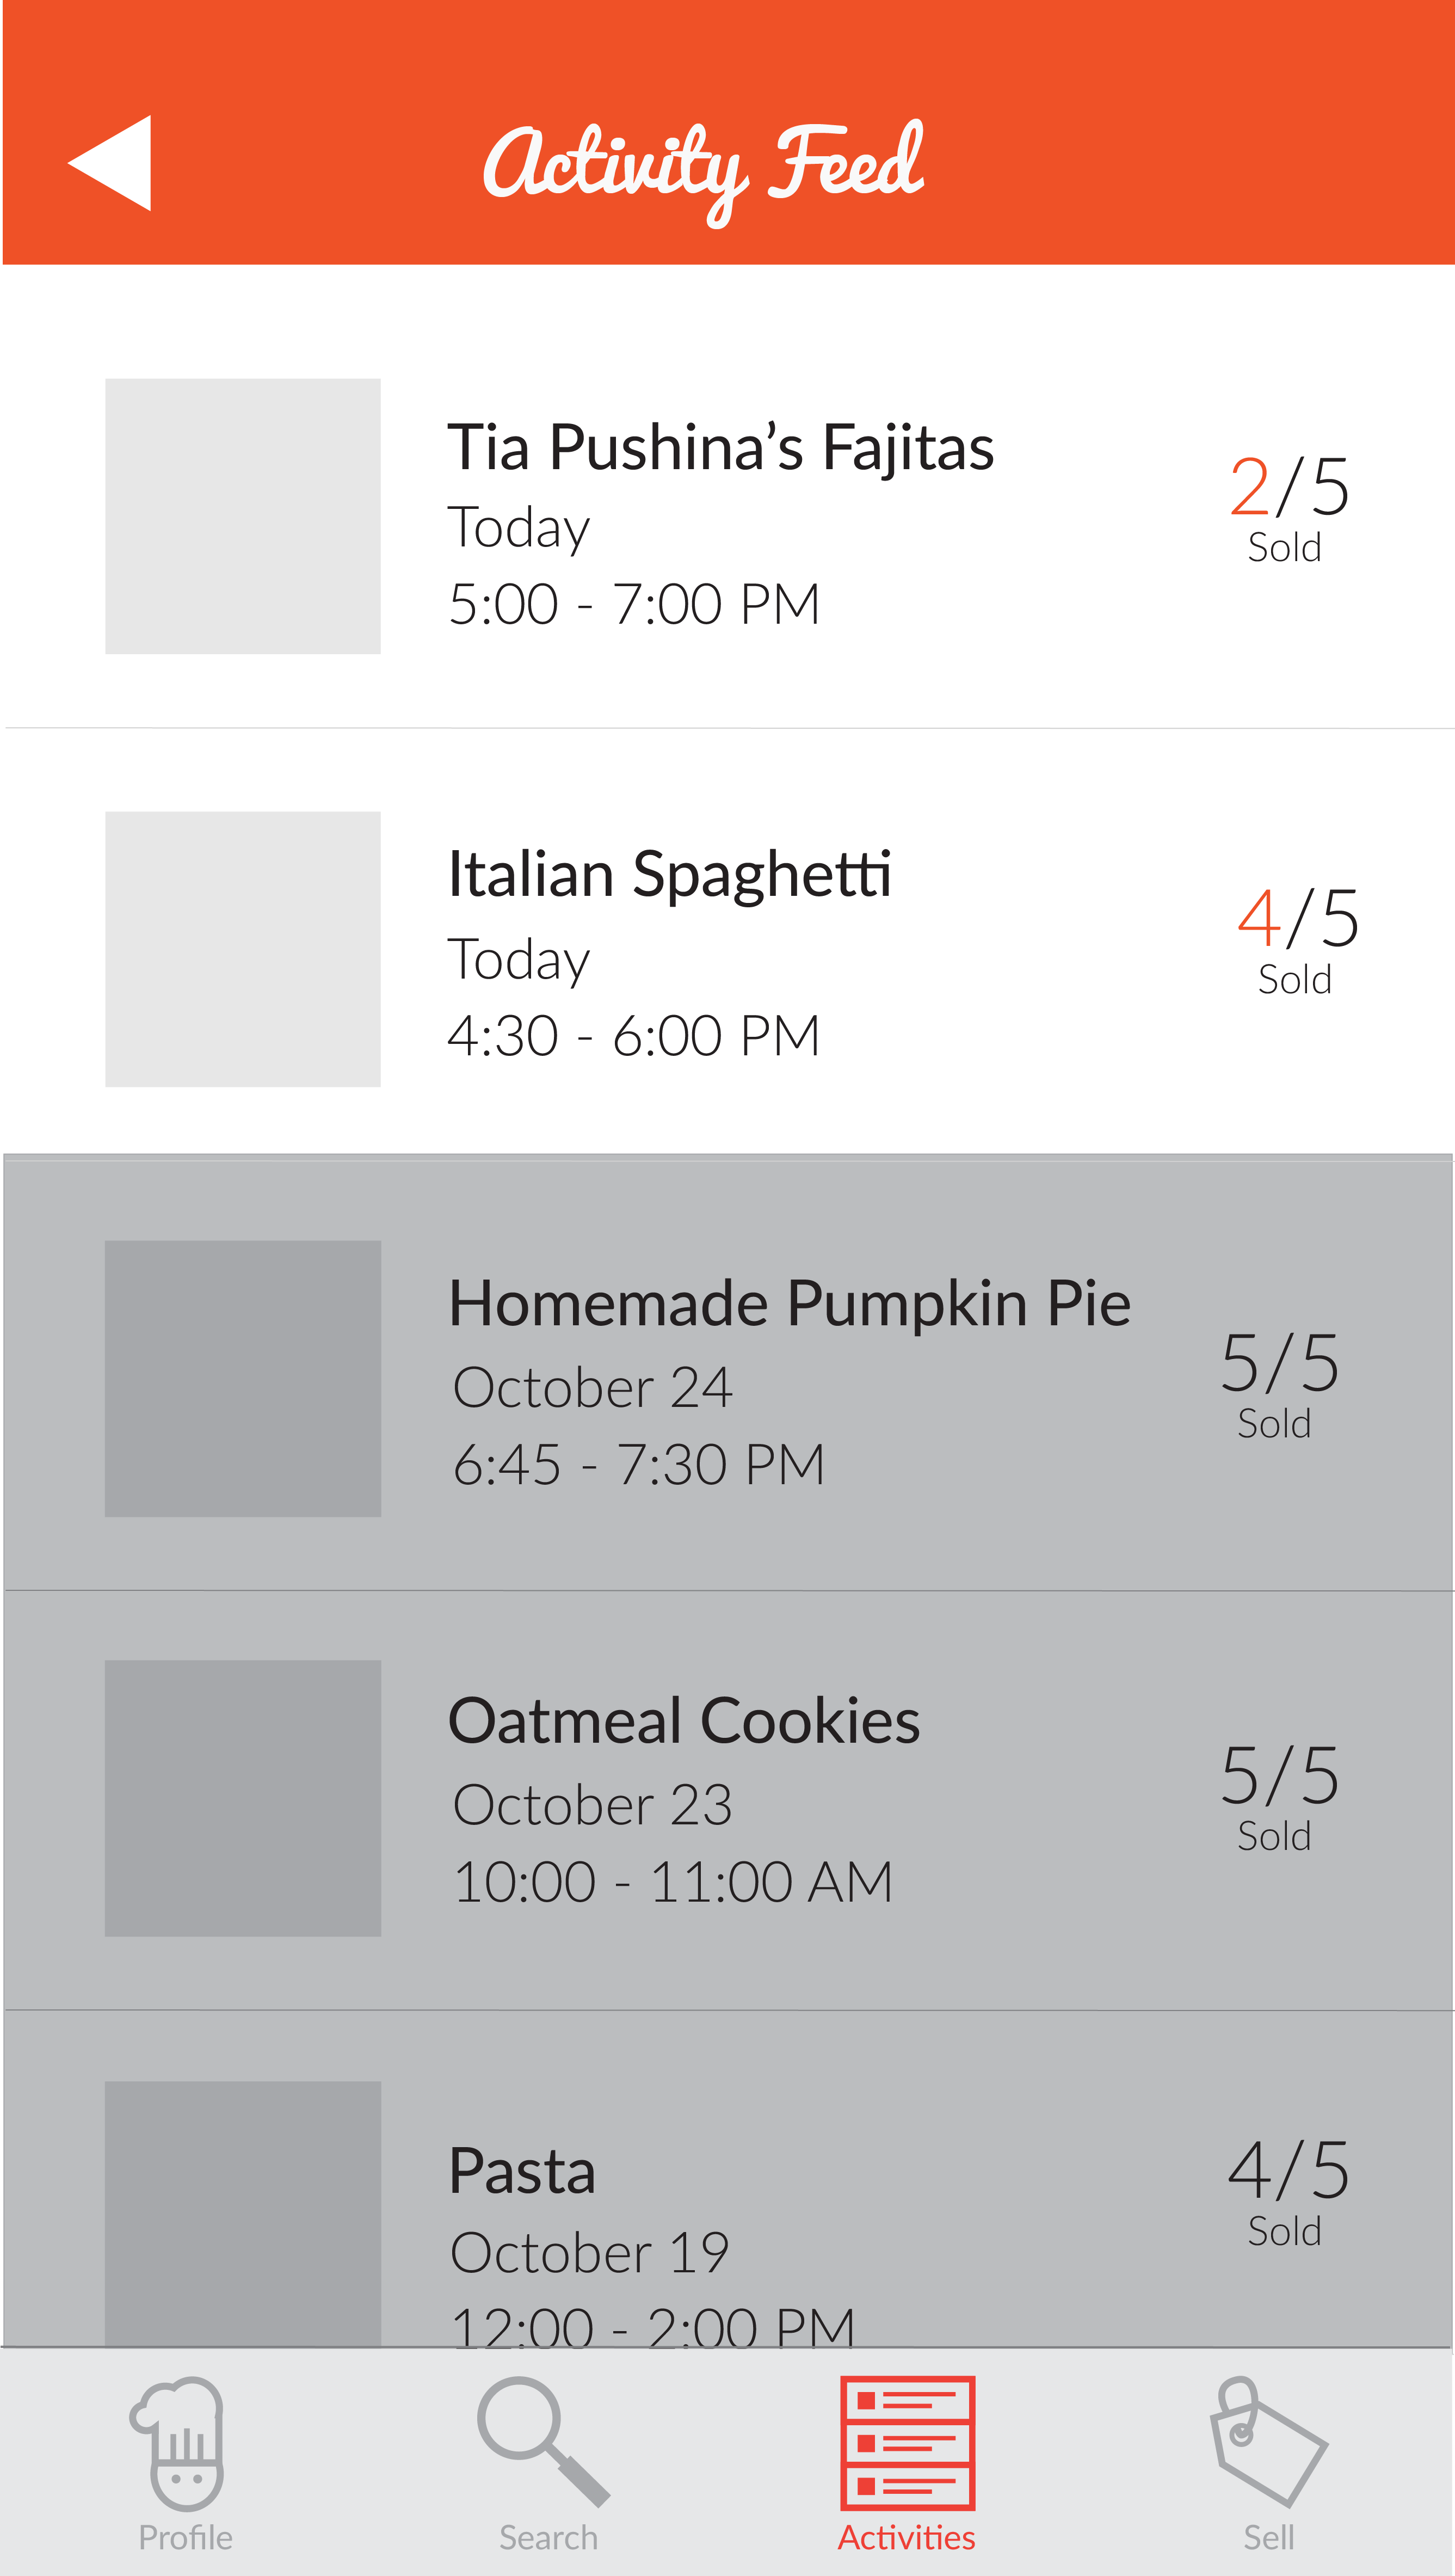 Activity Feed
Tia Pushina’s Fajitas
Today
5:00 - 7:00 PM
2/5
Sold
Italian Spaghetti
Today
4:30 - 6:00 PM
4/5
Sold
Homemade Pumpkin Pie
October 24
6:45 - 7:30 PM
5/5
Sold
Oatmeal Cookies
October 23
10:00 - 11:00 AM
5/5
Sold
Pasta
October 19
12:00 - 2:00 PM
4/5
Sold
Profile
Search
Activities
Sell